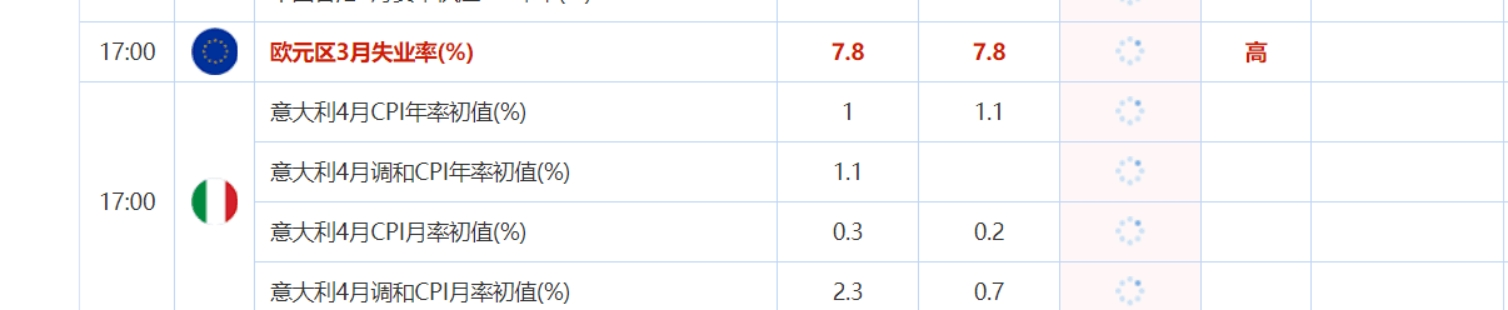 17:00 欧元区3月失业率(%) 7.8 7.8 高
意大利4月CPI年率初值(%) 1 1.1
意大利4月调和CPI年率初值(%) 1.1
17:00
意大利4月CPI月率初值(%) 0.3 0.2
意大利4月调和CPI月率初值(%) 2.3 0.7